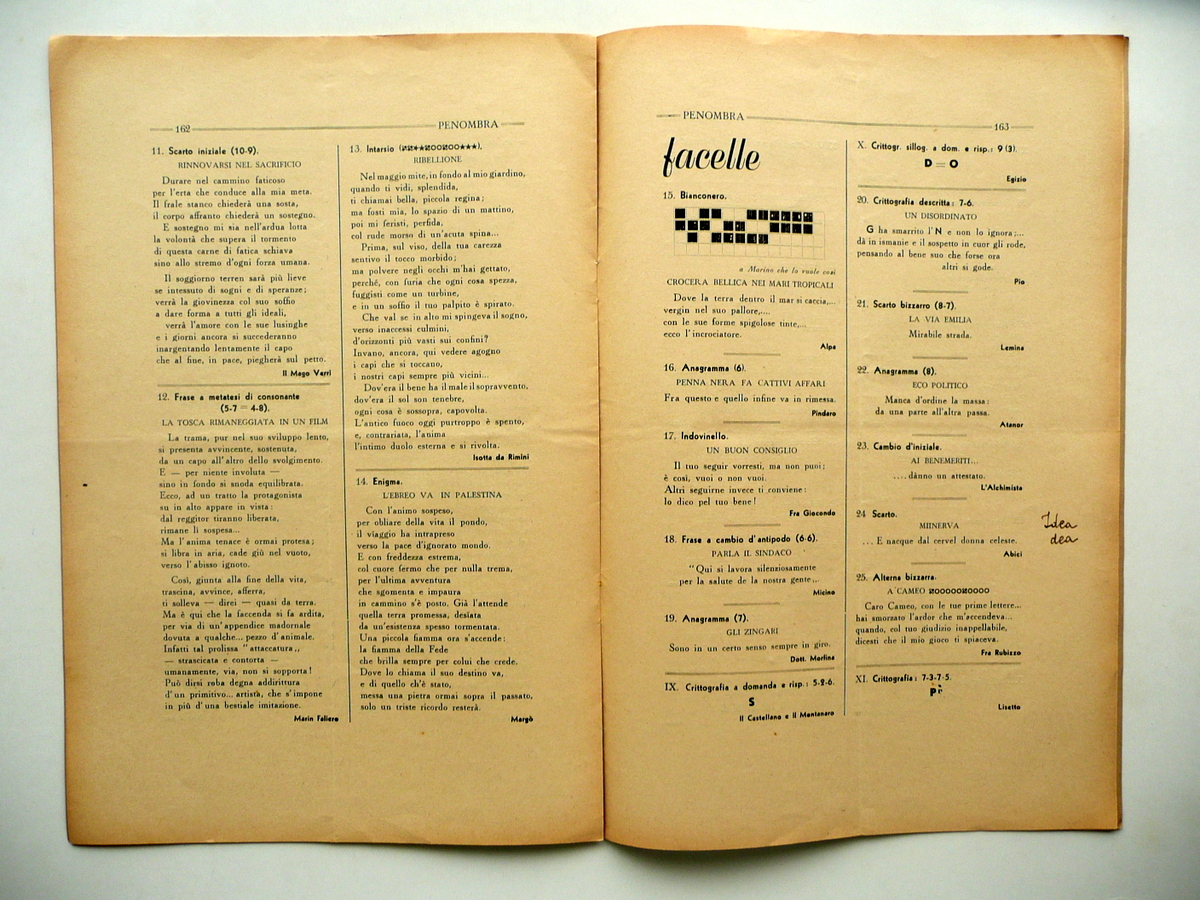 162
PENOMBRA
11. Scarto iniziale (10-9).
RINNOVARSI NEL SACRIFICIO
Durare nel cammino faticoso
per l'erta che conduce alla mia meta.
Il frale stanco chiederà una sosta,
il corpo affranto chiederà un sostegno.
E sostegno mi sia nell'ardua lotta
la volontà che supera il tormento
di questa carne di fatica schiava
sino allo stremo d'ogni forza umana.
Il soggiorno terren sarà più lieve
se intessuto di sogni e di speranze;
verrà la giovinezza col suo soffio
a dare forma a tutti gli ideali,
verrà l'amore con le sue lusinghe
e i giorni ancora si succederanno
inargentando lentamente il capo
che al fine, in pace, piegherà sul petto.
Il Mago Verri
12. Frase a metatesi di consonante
(5-7 = 4-8).
LA TOSCA RIMANEGGIATA IN UN FILM
La trama, pur nel suo sviluppo lento,
si presenta avvincente, sostenuta,
da un capo all'altro dello svolgimento.
E — per niente involuta —
sino in fondo si snoda equilibrata.
Ecco, ad un tratto la protagonista
su in alto appare in vista:
dal reggitor tiranno liberata,
rimane lì sospesa...
Ma l'anima tenace è ormai protesa;
si libra in aria, cade giù nel vuoto,
verso l'abisso ignoto.
Così, giunta alla fine della vita,
trascina, avvince, afferra,
ti solleva — direi — quasi da terra.
Ma è qui che la faccenda si fa ardita,
per via di un'appendice madornale
dovuta a qualche... pezzo d'animale.
Infatti tal prolissa "attaccatura„
— strascicata e contorta —
umanamente, via, non si sopporta!
Può dirsi roba degna addirittura
d'un primitivo... artista, che s'impone
in più d'una bestiale imitazione.
Marin Faliero
13. Intarsio
RIBELLIONE
Nel maggio mite, in fondo al mio giardino,
quando ti vidi, splendida,
ti chiamai bella, piccola regina;
ma fosti mia, lo spazio di un mattino,
poi mi feristi, perfida,
col rude morso di un'acuta spina...
Prima, sul viso, della tua carezza
sentivo il tocco morbido;
ma polvere negli occhi m'hai gettato,
perchè, con furia che ogni cosa spezza,
fuggisti come un turbine,
e in un soffio il tuo palpito è spirato.
Che val se in alto mi spingeva il sogno,
verso inaccessi culmini,
d'orizzonti più vasti sui confini?
Invano, ancora, qui vedere agogno
i capi che si toccano,
i nostri capi sempre più vicini...
Dov'era il bene ha il male il sopravvento,
dov'era il sol son tenebre,
ogni cosa è sossopra, capovolta.
L'antico fuoco oggi purtroppo è spento,
e, contrariata, l'anima
l'intimo duolo esterna e si rivolta.
Isotta da Rimini
14. Enigma.
L'EBREO VA IN PALESTINA
Con l'animo sospeso,
per obliare della vita il pondo,
il viaggio ha intrapreso
verso la pace d'ignorato mondo.
E con freddezza estrema,
col cuore fermo che per nulla trema,
per l'ultima avventura
che sgomenta e impaura
in cammino s'è posto. Già l'attende
quella terra promessa, desiata
da un'esistenza spesso tormentata.
Una piccola fiamma ora s'accende:
la fiamma della Fede
che brilla sempre per colui che crede.
Dove lo chiama il suo destino va,
e di quello ch'è stato,
messa una pietra ormai sopra il passato,
solo un triste ricordo resterà.
Margò
PENOMBRA
163
facelle
15. Bianconero.
a Marino che lo vuole così
CROCERA BELLICA NEI MARI TROPICALI
Dove la terra dentro il mar si caccia,...
vergin nel suo pallore,....
con le sue forme spigolose tinte,...
ecco l'incrociatore.
Alpe
16. Anagramma (6).
PENNA NERA FA CATTIVI AFFARI
Fra questo e quello infine va in rimessa.
Pindaro
17. Indovinello.
UN BUON CONSIGLIO
Il tuo seguir vorresti, ma non puoi;
è così, vuoi o non vuoi.
Altri seguirne invece ti conviene:
lo dico pel tuo bene!
Fra Giocondo
18. Frase a cambio d'antipodo (6-6).
PARLA IL SINDACO
"Qui si lavora silenziosamente
per la salute de la nostra gente„.
Micino
19. Anagramma (7).
GLI ZINGARI
Sono in un certo senso sempre in giro.
Dott. Morfina
IX. Crittografia a domanda e risp.: 5-2-6.
S
Il Castellano e Il Montanaro
X. Crittogr. sillog. a dom. e risp.: 9 (3).
D = O
Egizio
20. Crittografia descritta: 7-6.
UN DISORDINATO
G ha smarrito l'N e non lo ignora;...
dà in ismanie e il sospetto in cuor gli rode,
pensando al bene suo che forse ora
altri si gode.
Pio
21. Scarto bizzarro (8-7).
LA VIA EMILIA
Mirabile strada.
Lemina
22. Anagramma (8).
ECO POLITICO
Manca d'ordine la massa:
da una parte all'altra passa.
Atanor
23. Cambio d'iniziale.
AI BENEMERITI...
....dànno un attestato.
L'Alchimista
24 Scarto.
MIINERVA
... E nacque dal cervel donna celeste.
Abici
Idea
dea
25. Alterna bizzarra.
A CAMEO
Caro Cameo, con le tue prime lettere...
hai smorzato l'ardor che m'accendeva...
quando, col tuo giudizio inappellabile,
dicesti che il mio gioco ti spiaceva.
Fra Rubizzo
XI. Crittografia: 7-3-7-5.
Lisetto